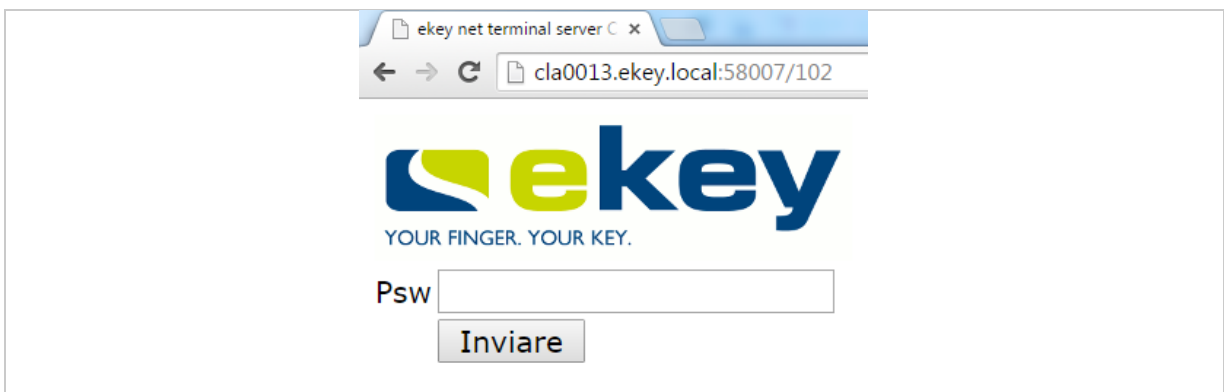 ekey net terminal server C
cla0013.ekey.local:58007/102
ekey
YOUR FINGER. YOUR KEY.
Psw
Inviare